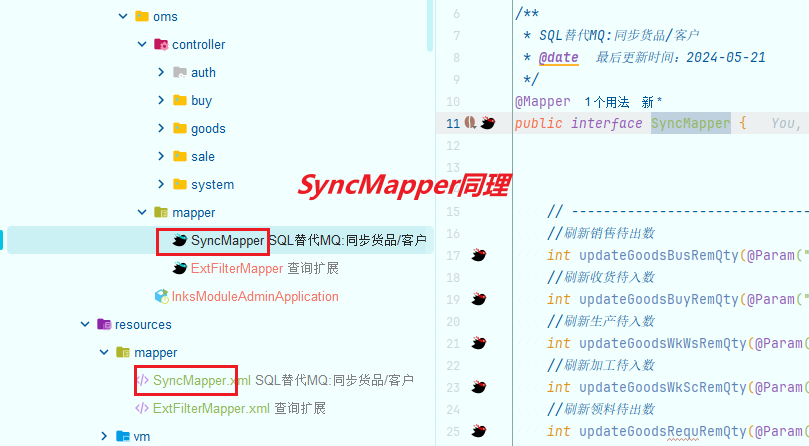 oms
controller
auth
buy
goods
sale
system
mapper
SyncMapper SQL替代MQ:同步货品/客户
ExtFilterMapper 查询扩展
InksModuleAdminApplication
resources
mapper
SyncMapper.xml SQL替代MQ:同步货品/客户
ExtFilterMapper.xml 查询扩展
vm
SyncMapper同理
6 /**
7 * SQL替代MQ:同步货品/客户
8 * @date 最后更新时间：2024-05-21
9 */
10 @Mapper 1个用法 新*
11 public interface SyncMapper { You,
12
13
15 // --------------------------------
16 //刷新销售待出数
17 int updateGoodsBusRemQty(@Param("
18 //刷新收货待入数
19 int updateGoodsBuyRemQty(@Param("
20 //刷新生产待入数
21 int updateGoodsWkWsRemQty(@Param(
22 //刷新加工待入数
23 int updateGoodsWkScRemQty(@Param(
24 //刷新领料待出数
25 int updateGoodsRequRemQty(@Param(